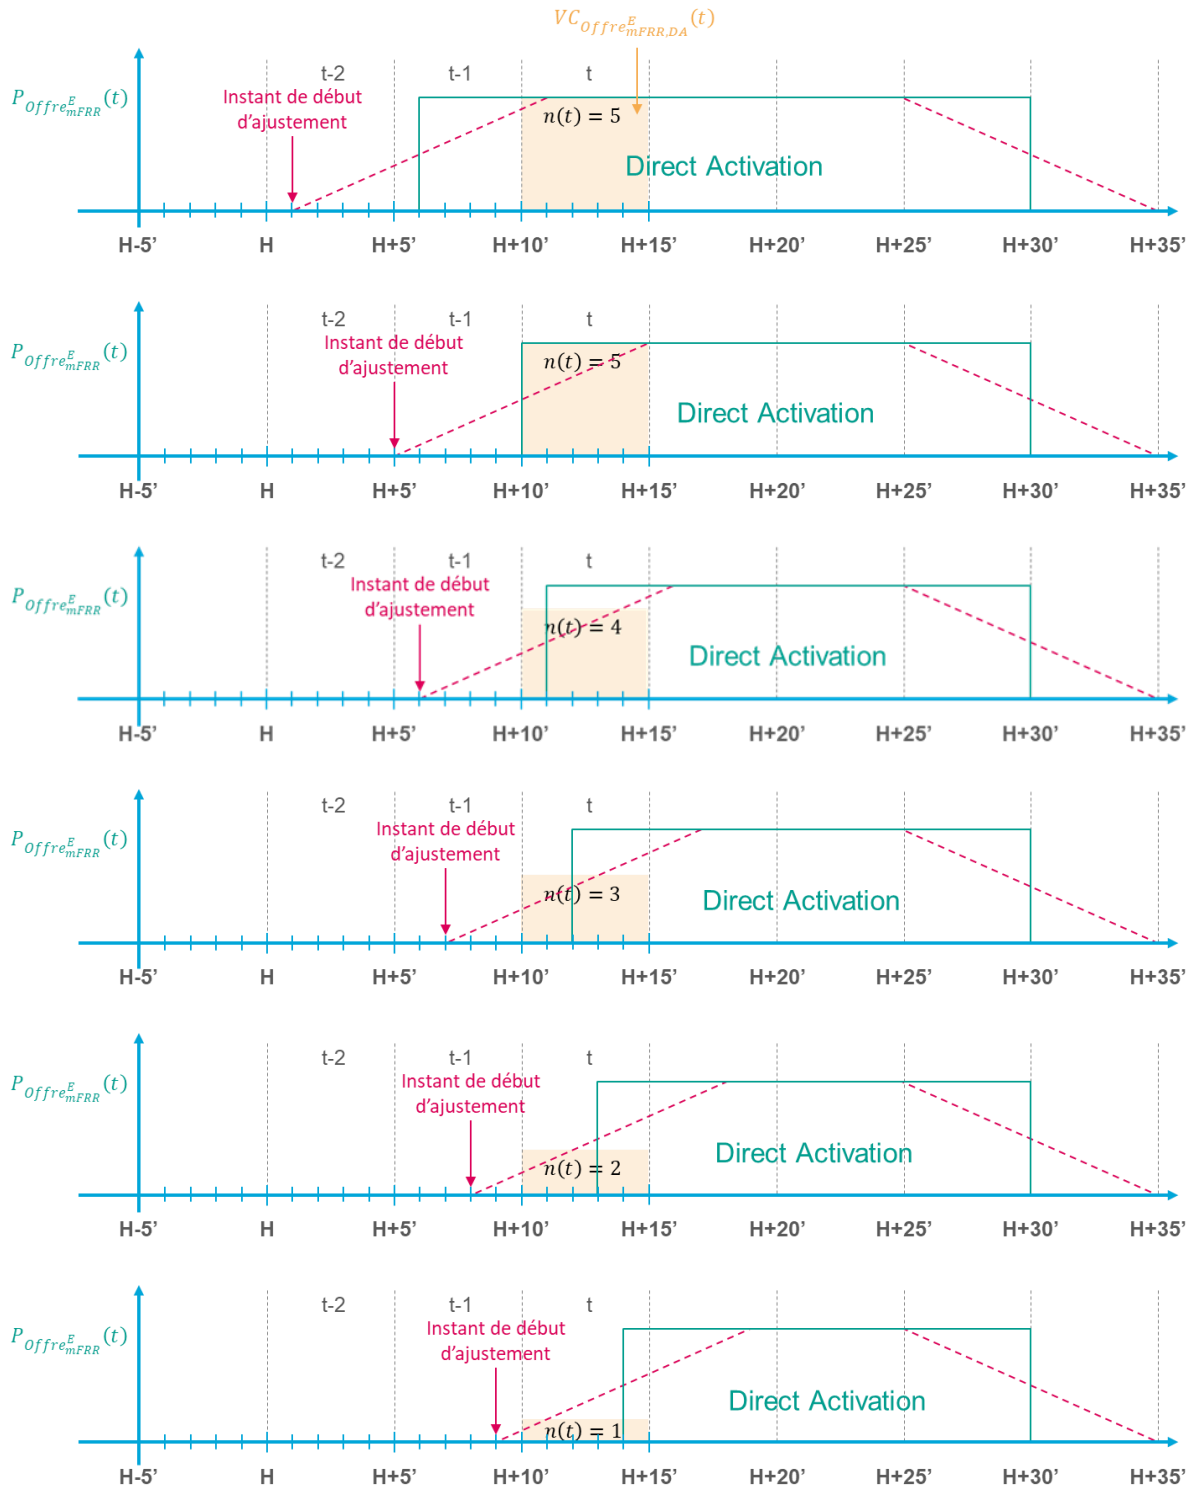 VC_{Offre^E_{mFRR,DA}}(t)
t-2 t-1 t
P_{Offre^E_{mFRR}}(t)
Instant de début
d'ajustement
n(t) = 5
Direct Activation
H-5’ H H+5’ H+10’ H+15’ H+20’ H+25’ H+30’ H+35’
t-2 t-1 t
P_{Offre^E_{mFRR}}(t)
Instant de début
d'ajustement
n(t) = 5
Direct Activation
H-5’ H H+5’ H+10’ H+15’ H+20’ H+25’ H+30’ H+35’
t-2 t-1 t
P_{Offre^E_{mFRR}}(t)
Instant de début
d'ajustement
n(t) = 4
Direct Activation
H-5’ H H+5’ H+10’ H+15’ H+20’ H+25’ H+30’ H+35’
t-2 t-1 t
P_{Offre^E_{mFRR}}(t)
Instant de début
d'ajustement
n(t) = 3
Direct Activation
H-5’ H H+5’ H+10’ H+15’ H+20’ H+25’ H+30’ H+35’
t-2 t-1 t
P_{Offre^E_{mFRR}}(t)
Instant de début
d'ajustement
n(t) = 2
Direct Activation
H-5’ H H+5’ H+10’ H+15’ H+20’ H+25’ H+30’ H+35’
t-2 t-1 t
P_{Offre^E_{mFRR}}(t)
Instant de début
d'ajustement
n(t) = 1
Direct Activation
H-5’ H H+5’ H+10’ H+15’ H+20’ H+25’ H+30’ H+35’